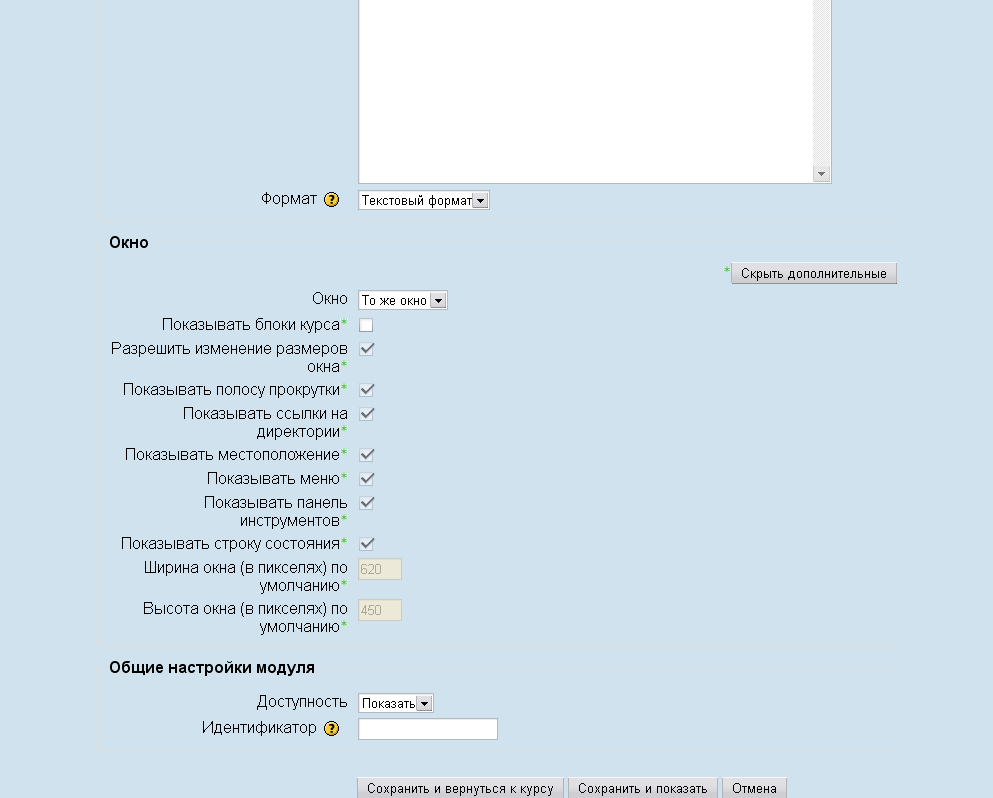 Формат
Текстовый формат
Окно
* Скрыть дополнительные
Окно
То же окно
Показывать блоки курса*
Разрешить изменение размеров
окна*
Показывать полосу прокрутки*
Показывать ссылки на
директории*
Показывать местоположение*
Показывать меню*
Показывать панель
инструментов*
Показывать строку состояния*
Ширина окна (в пикселях) по
умолчанию*
620
Высота окна (в пикселях) по
умолчанию*
450
Общие настройки модуля
Доступность
Показать
Идентификатор
Сохранить и вернуться к курсу
Сохранить и показать
Отмена